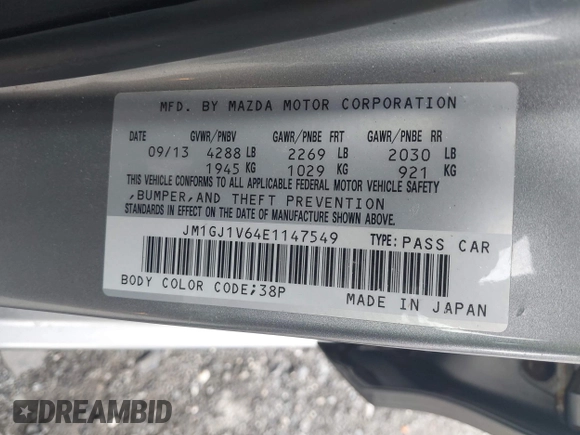 MFD. BY MAZDA MOTOR CORPORATION
DATE GVWR/PNBV GAWR/PNBE FRT GAWR/PNBE RR
09/13 4288 LB 2269 LB 2030 LB
1945 KG 1029 KG 921 KG
THIS VEHICLE CONFORMS TO ALL APPLICABLE FEDERAL MOTOR VEHICLE SAFETY
,BUMPER,AND THEFT PREVENTION
STANDARDS IN EFFECT ON THE DATE OF MANUFACTURE SHOWN ABOVE.
JM1GJ1V64E1147549 TYPE: PASS CAR
BODY COLOR CODE;38P MADE IN JAPAN
DREAMBID